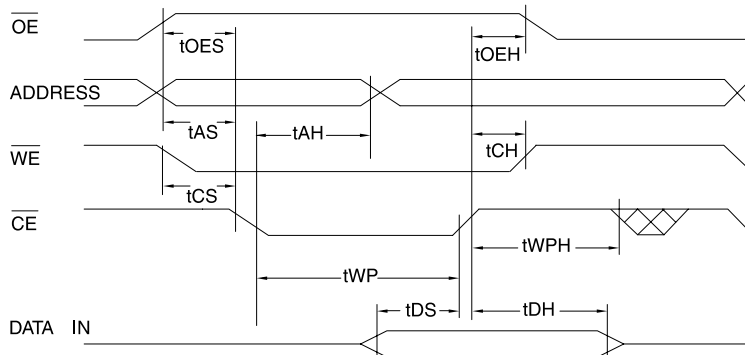 OE
tOES
tOEH
ADDRESS
tAS
tAH
tCH
WE
tCS
CE
tWPH
tWP
tDS
tDH
DATA IN